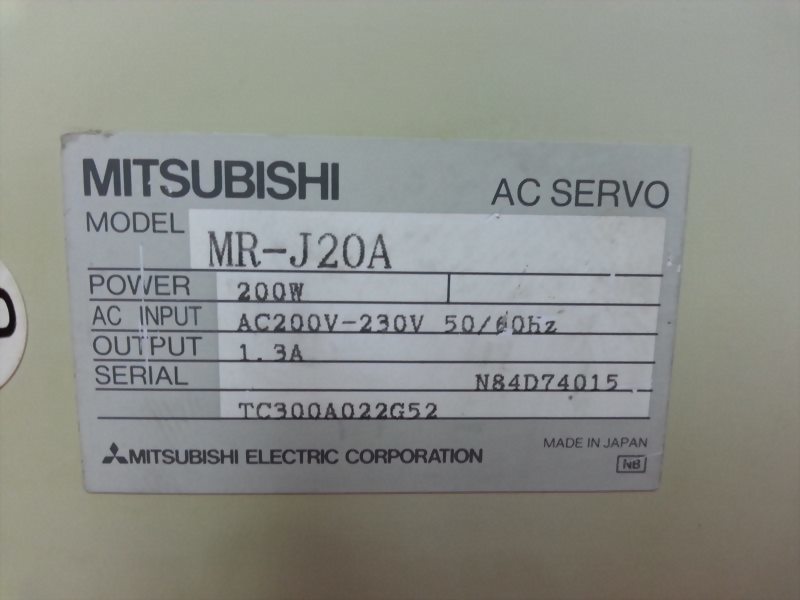 MITSUBISHI
AC SERVO
MODEL MR-J20A
POWER 200W
AC INPUT AC200V-230V 50/60hz
OUTPUT 1.3A
SERIAL N84D74015
TC300A022G52
MITSUBISHI ELECTRIC CORPORATION
MADE IN JAPAN
NB